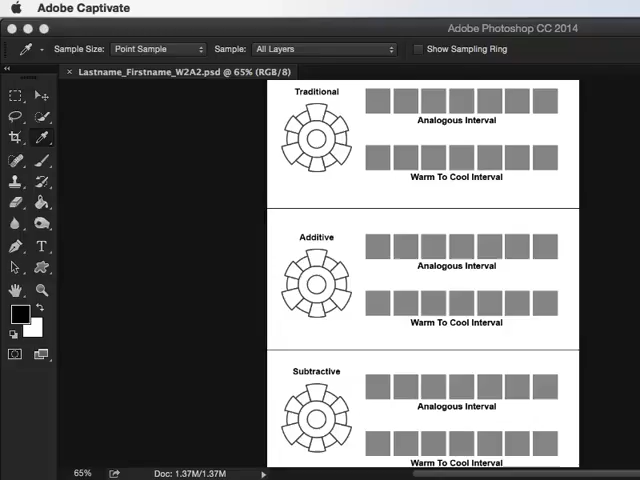 Adobe Captivate
Adobe Photoshop CC 2014
Sample Size: Point Sample Sample: All Layers Show Sampling Ring
× Lastname_Firstname_W2A2.psd @ 65% (RGB/8)
Traditional
Analogous Interval
Warm To Cool Interval
Additive
Analogous Interval
Warm To Cool Interval
Subtractive
Analogous Interval
Warm To Cool Interval
65% Doc: 1.37M/1.37M